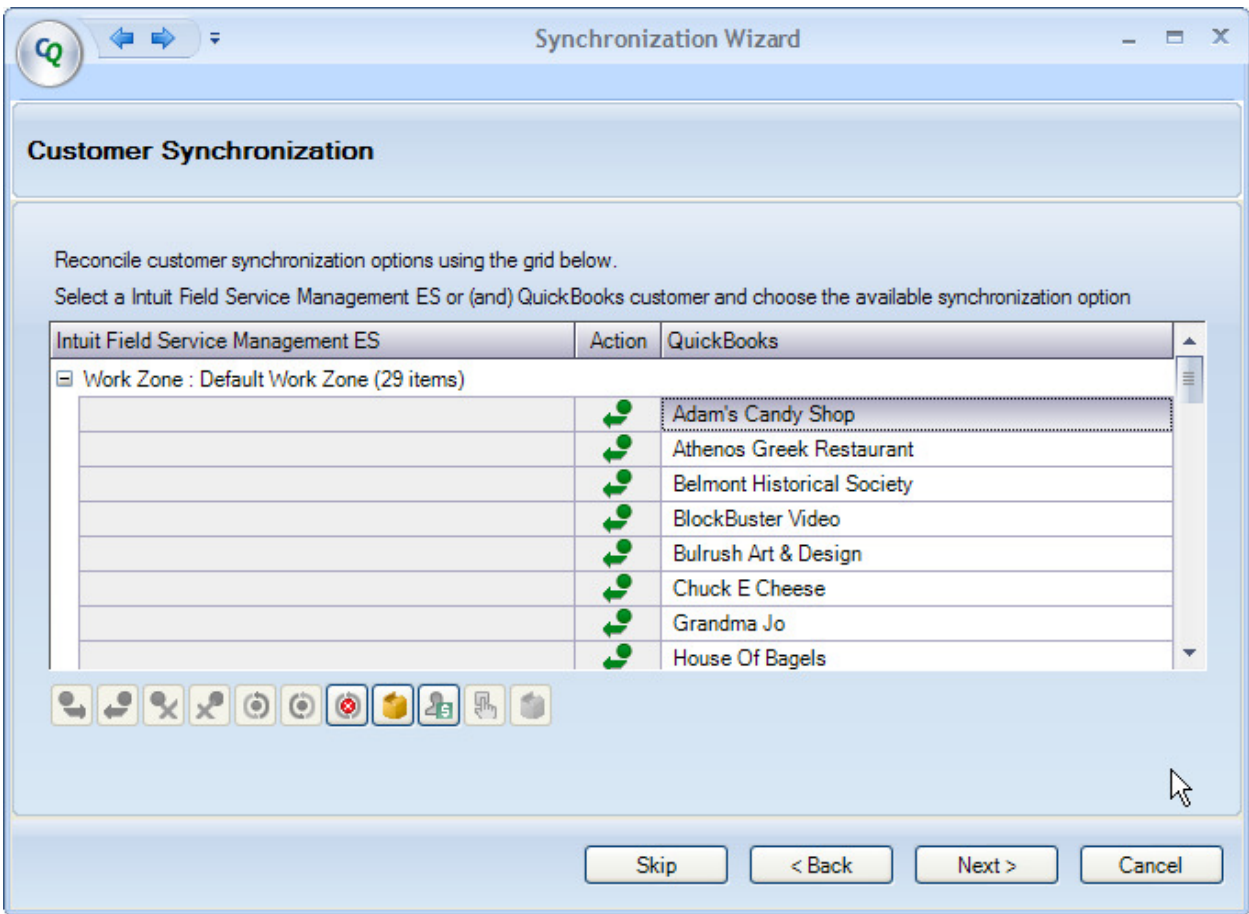 CQ
Synchronization Wizard
Customer Synchronization
Reconcile customer synchronization options using the grid below.
Select a Intuit Field Service Management ES or (and) QuickBooks customer and choose the available synchronization option
Intuit Field Service Management ES Action QuickBooks
Work Zone : Default Work Zone (29 items)
Adam's Candy Shop
Athenos Greek Restaurant
Belmont Historical Society
BlockBuster Video
Bulrush Art & Design
Chuck E Cheese
Grandma Jo
House Of Bagels
Skip < Back Next > Cancel